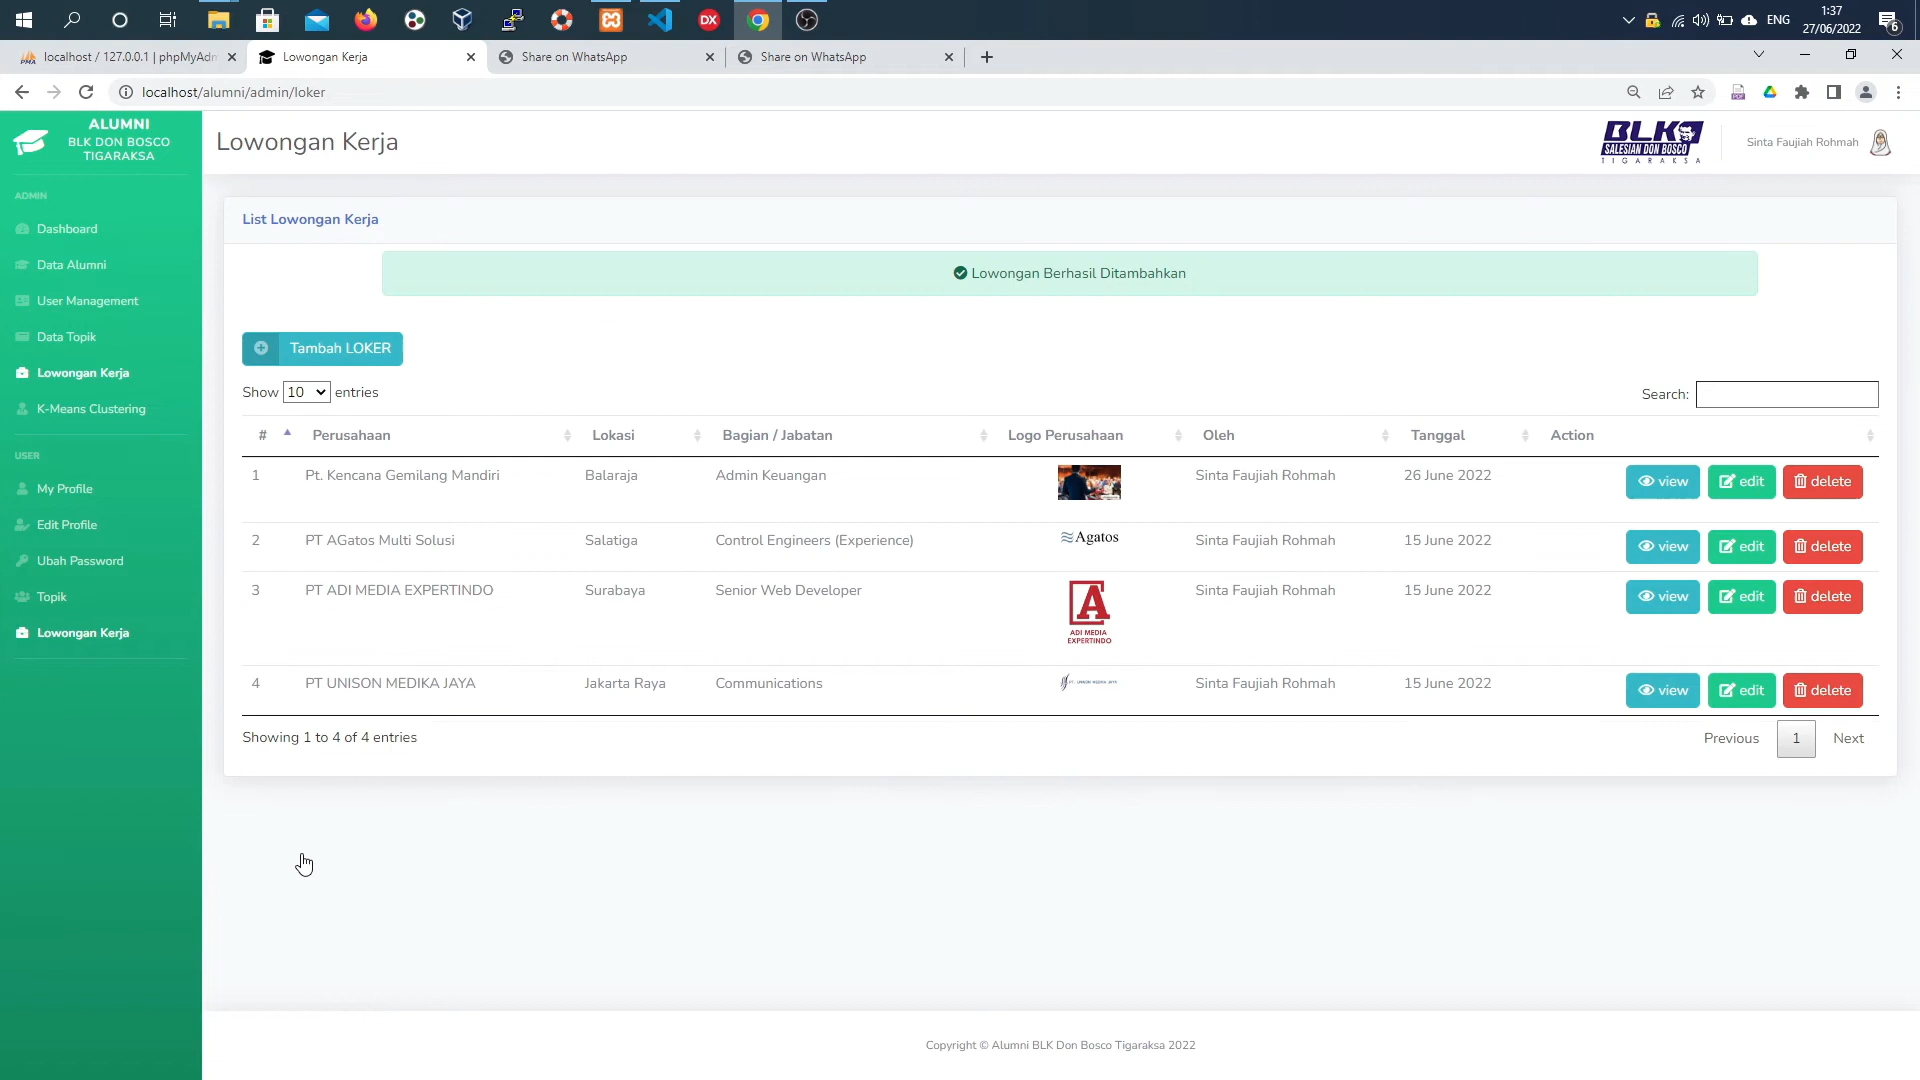 ENG
1:37
27/06/2022
6
localhost / 127.0.0.1 | phpMyAdm
Lowongan Kerja
Share on WhatsApp
Share on WhatsApp
localhost/alumni/admin/loker
ALUMNI
BLK DON BOSCO
TIGARAKSA
Lowongan Kerja
BLK
SALESIAN DON BOSCO
TIGARAKSA
Sinta Faujiah Rohmah
ADMIN
Dashboard
Data Alumni
User Management
Data Topik
Lowongan Kerja
K-Means Clustering
USER
My Profile
Edit Profile
Ubah Password
Topik
Lowongan Kerja
List Lowongan Kerja
Lowongan Berhasil Ditambahkan
Tambah LOKER
Show 10 entries
Search:
# Perusahaan Lokasi Bagian / Jabatan Logo Perusahaan Oleh Tanggal Action
1 Pt. Kencana Gemilang Mandiri Balaraja Admin Keuangan Sinta Faujiah Rohmah 26 June 2022 view edit delete
2 PT AGatos Multi Solusi Salatiga Control Engineers (Experience) Agatos Sinta Faujiah Rohmah 15 June 2022 view edit delete
3 PT ADI MEDIA EXPERTINDO Surabaya Senior Web Developer A Sinta Faujiah Rohmah 15 June 2022 view edit delete
ADI MEDIA
EXPERTINDO
4 PT UNISON MEDIKA JAYA Jakarta Raya Communications PT. UNISON MEDIKA JAYA Sinta Faujiah Rohmah 15 June 2022 view edit delete
Showing 1 to 4 of 4 entries
Previous 1 Next
Copyright © Alumni BLK Don Bosco Tigaraksa 2022